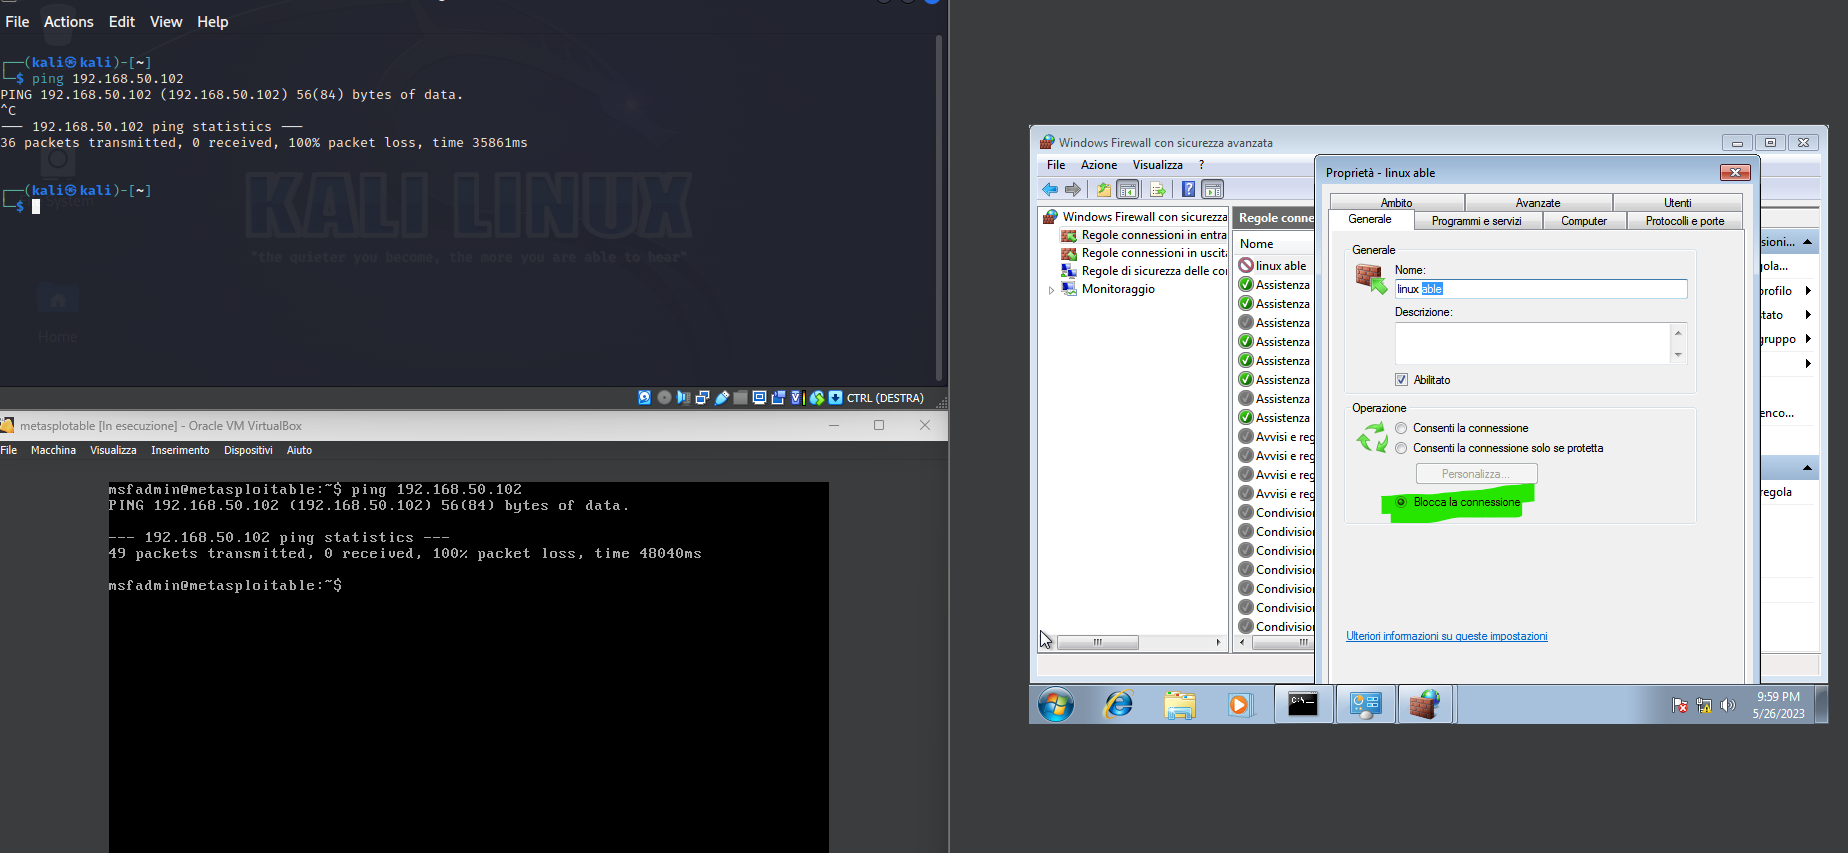 File Actions Edit View Help
┌──(kali㉿kali)-[~]
└─$ ping 192.168.50.102
PING 192.168.50.102 (192.168.50.102) 56(84) bytes of data.
^C
— 192.168.50.102 ping statistics —
36 packets transmitted, 0 received, 100% packet loss, time 35861ms
┌──(kali㉿kali)-[~]
└─$
System
KALI LINUX
"the quieter you become, the more you are able to hear"
Home
CTRL (DESTRA)
metasplotable [In esecuzione] - Oracle VM VirtualBox
File Macchina Visualizza Inserimento Dispositivi Aiuto
msfadmin@metasploitable:~$ ping 192.168.50.102
PING 192.168.50.102 (192.168.50.102) 56(84) bytes of data.
--- 192.168.50.102 ping statistics ---
49 packets transmitted, 0 received, 100% packet loss, time 48040ms
msfadmin@metasploitable:~$
Windows Firewall con sicurezza avanzata
File Azione Visualizza ?
Windows Firewall con sicurezza
Regole connessioni in entra
Regole connessioni in uscit
Regole di sicurezza delle co
Monitoraggio
Regole conne
Nome
linux able
Assistenza
Assistenza
Assistenza
Assistenza
Assistenza
Assistenza
Assistenza
Assistenza
Avvisi e reg
Avvisi e reg
Avvisi e reg
Avvisi e reg
Condivisio
Condivisio
Condivisio
Condivisio
Condivisio
Condivisio
Condivisio
Proprietà - linux able
Ambito Avanzate Utenti
Generale Programmi e servizi Computer Protocolli e porte
Generale
Nome:
linux able
Descrizione:
Abilitato
Operazione
Consenti la connessione
Consenti la connessione solo se protetta
Personalizza...
Blocca la connessione
Ulteriori informazioni su queste impostazioni
sioni...
gola...
profilo
stato
gruppo
enco...
regola
C:\_
9:59 PM
5/26/2023